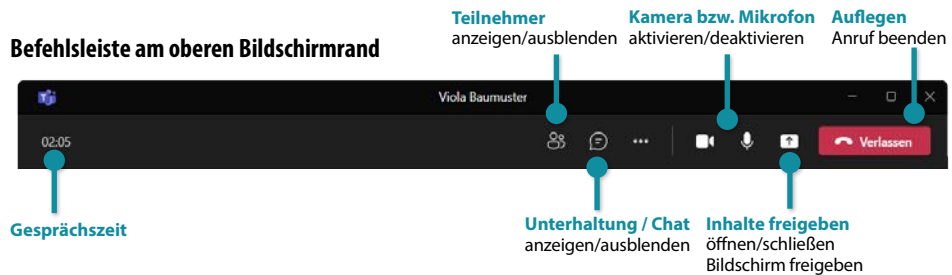 Teilnehmer
anzeigen/ausblenden
Kamera bzw. Mikrofon
aktivieren/deaktivieren
Auflegen
Anruf beenden
Befehlsleiste am oberen Bildschirmrand
Viola Baumuster
02:05
Verlassen
Gesprächszeit
Unterhaltung / Chat
anzeigen/ausblenden
Inhalte freigeben
öffnen/schließen
Bildschirm freigeben